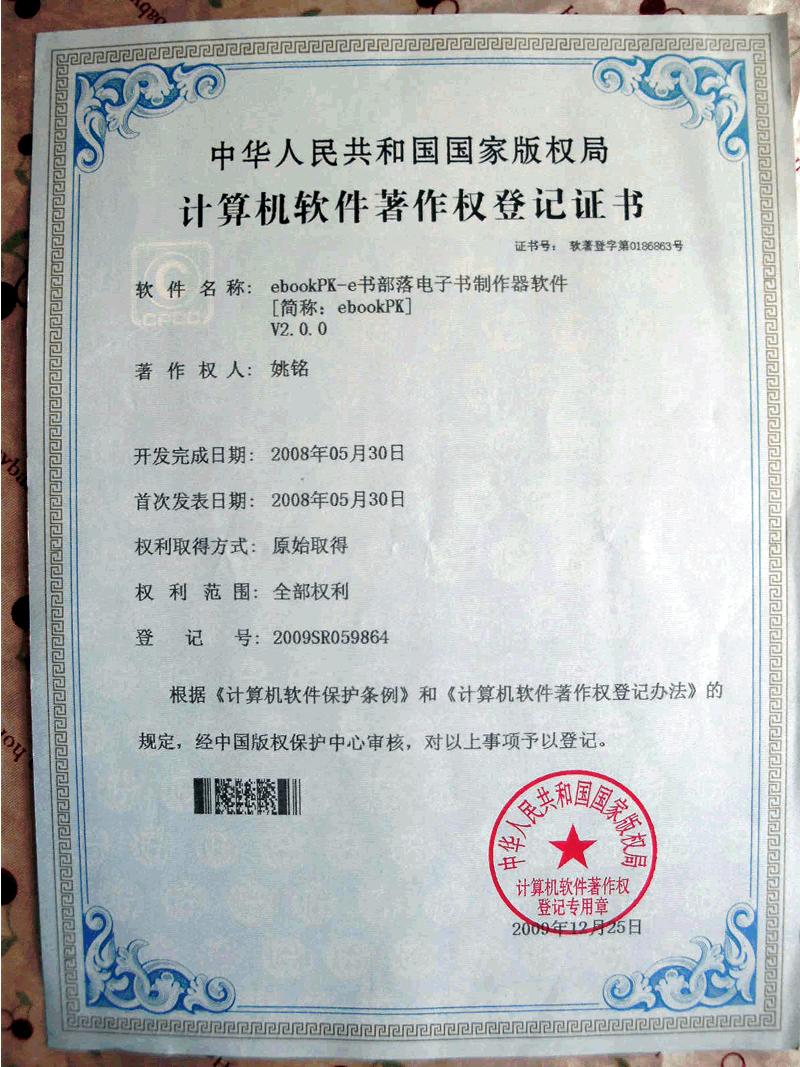 中华人民共和国国家版权局
计算机软件著作权登记证书
证书号： 软著登字第0186863号
CPCC
软件名称： ebookPK-e书部落电子书制作器软件
[简称：ebookPK]
V2.0.0
著作权人： 姚铭
开发完成日期： 2008年05月30日
首次发表日期： 2008年05月30日
权利取得方式： 原始取得
权利范围： 全部权利
登记号： 2009SR059864
根据《计算机软件保护条例》和《计算机软件著作权登记办法》的
规定，经中国版权保护中心审核，对以上事项予以登记。
中华人民共和国国家版权局
计算机软件著作权
登记专用章
2009年12月25日